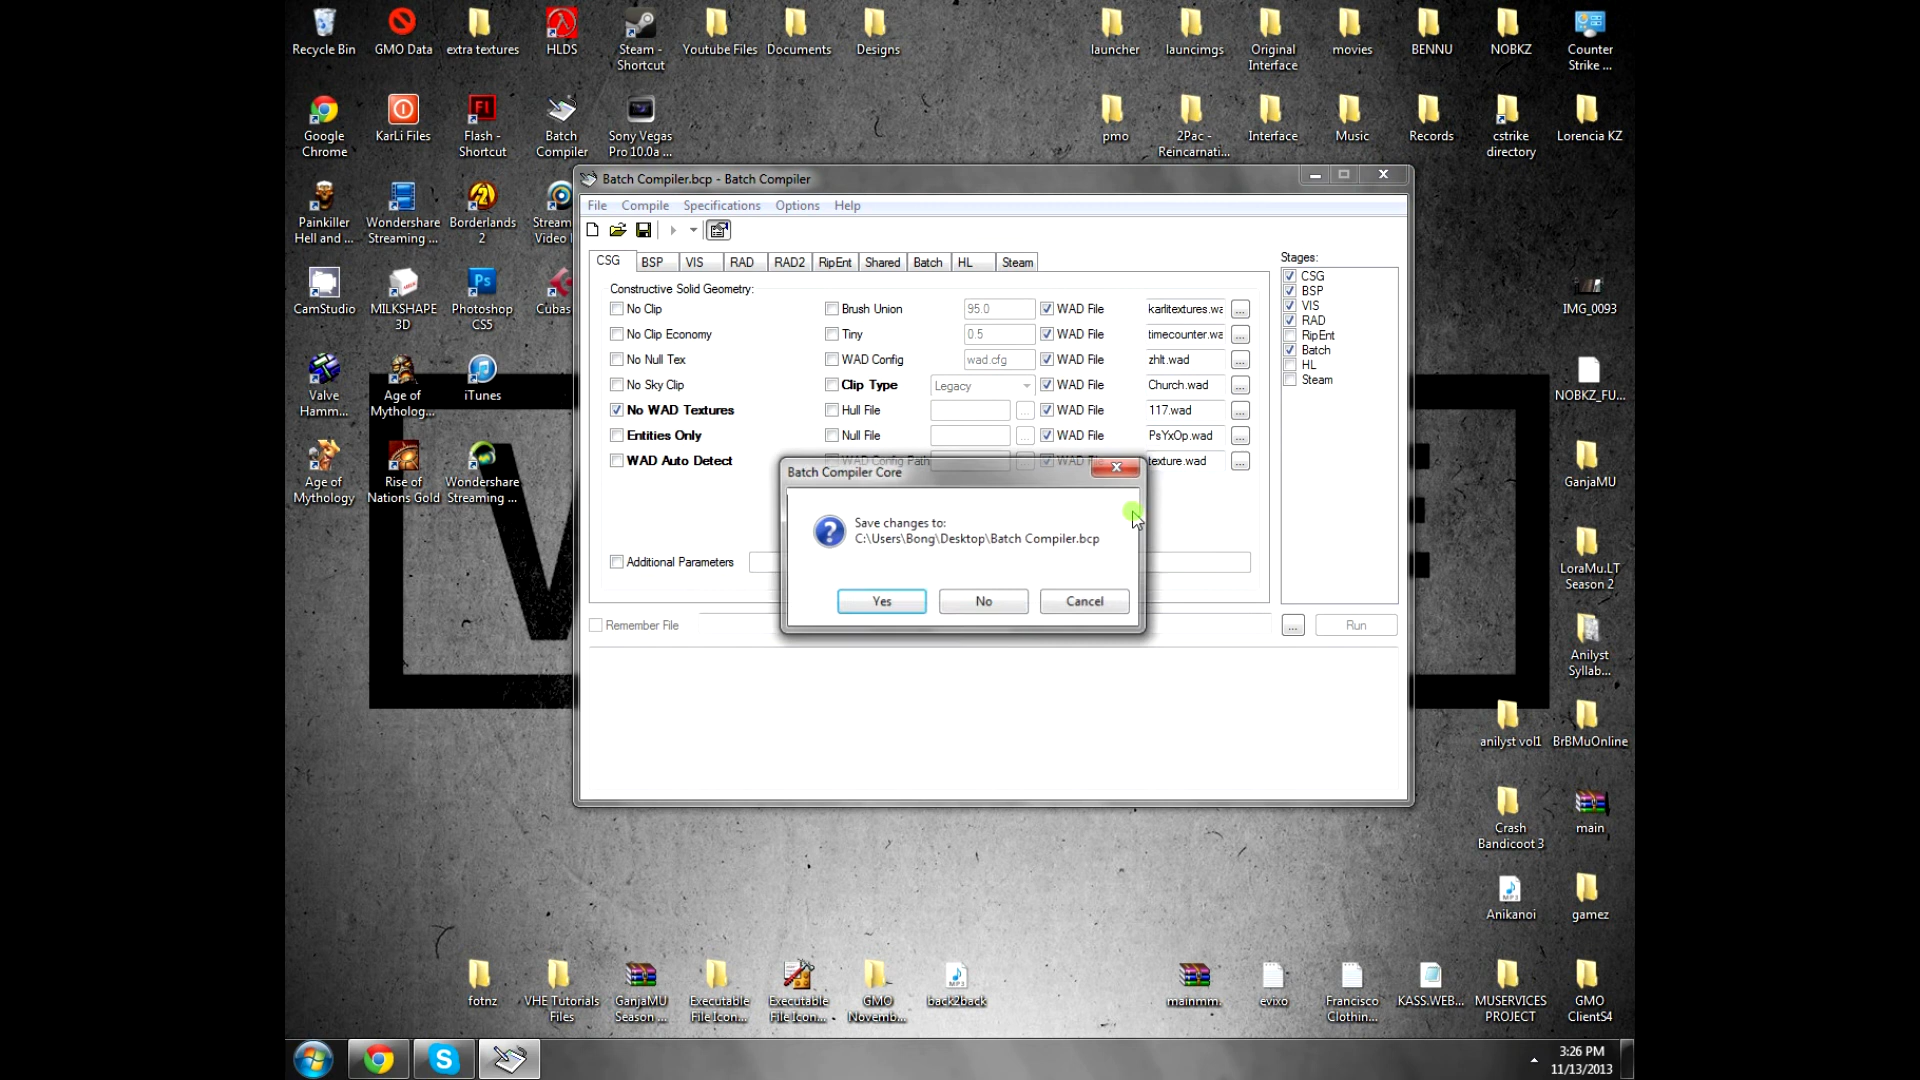 Recycle Bin
GMO Data
extra textures
HLDS
Steam -
Shortcut
Youtube Files
Documents
Designs
launcher
launcimgs
Original
Interface
movies
BENNU
NOBKZ
Counter
Strike ...
Google
Chrome
KarLi Files
Flash -
Shortcut
Batch
Compiler
Sony Vegas
Pro 10.0a ...
pmo
2Pac -
Reincarnati...
Interface
Music
Records
cstrike
directory
Lorencia KZ
Painkiller
Hell and ...
Wondershare
Streaming ...
Borderlands
2
Stream
Video
CamStudio
MILKSHAPE
3D
Photoshop
CS5
Cubas
IMG_0093
Valve
Hamm...
Age of
Mytholog...
iTunes
NOBKZ_FU...
Age of
Mythology
Rise of
Nations Gold
Wondershare
Streaming ...
GanjaMU
LoraMu.LT
Season 2
Anilyst
Syllab...
anilyst vol1
BrBMuOnline
Crash
Bandicoot 3
main
Anikanoi
gamez
fotnz
VHE Tutorials
Files
GanjaMU
Season ...
Executable
File Icon...
Executable
File Icon...
GMO
Novemb...
back2back
mainmm.
evixo
Francisco
Clothin...
KASS.WEB...
MUSERVICES
PROJECT
GMO
ClientS4
Batch Compiler.bcp - Batch Compiler
File Compile Specifications Options Help
CSG BSP VIS RAD RAD2 RipEnt Shared Batch HL Steam
Constructive Solid Geometry:
No Clip Brush Union 95.0 WAD File karlitextures.wa ...
No Clip Economy Tiny 0.5 WAD File timecounter.wa ...
No Null Tex WAD Config wad.cfg WAD File zhlt.wad ...
No Sky Clip Clip Type Legacy WAD File Church.wad ...
No WAD Textures Hull File ... WAD File 117.wad ...
Entities Only Null File ... WAD File PsYxOp.wad ...
WAD Auto Detect WAD Config Path ... WAD File texture.wad ...
Additional Parameters
Remember File ... Run
Stages:
CSG
BSP
VIS
RAD
RipEnt
Batch
HL
Steam
Batch Compiler Core
Save changes to:
C:\Users\Bong\Desktop\Batch Compiler.bcp
Yes No Cancel
3:26 PM
11/13/2013